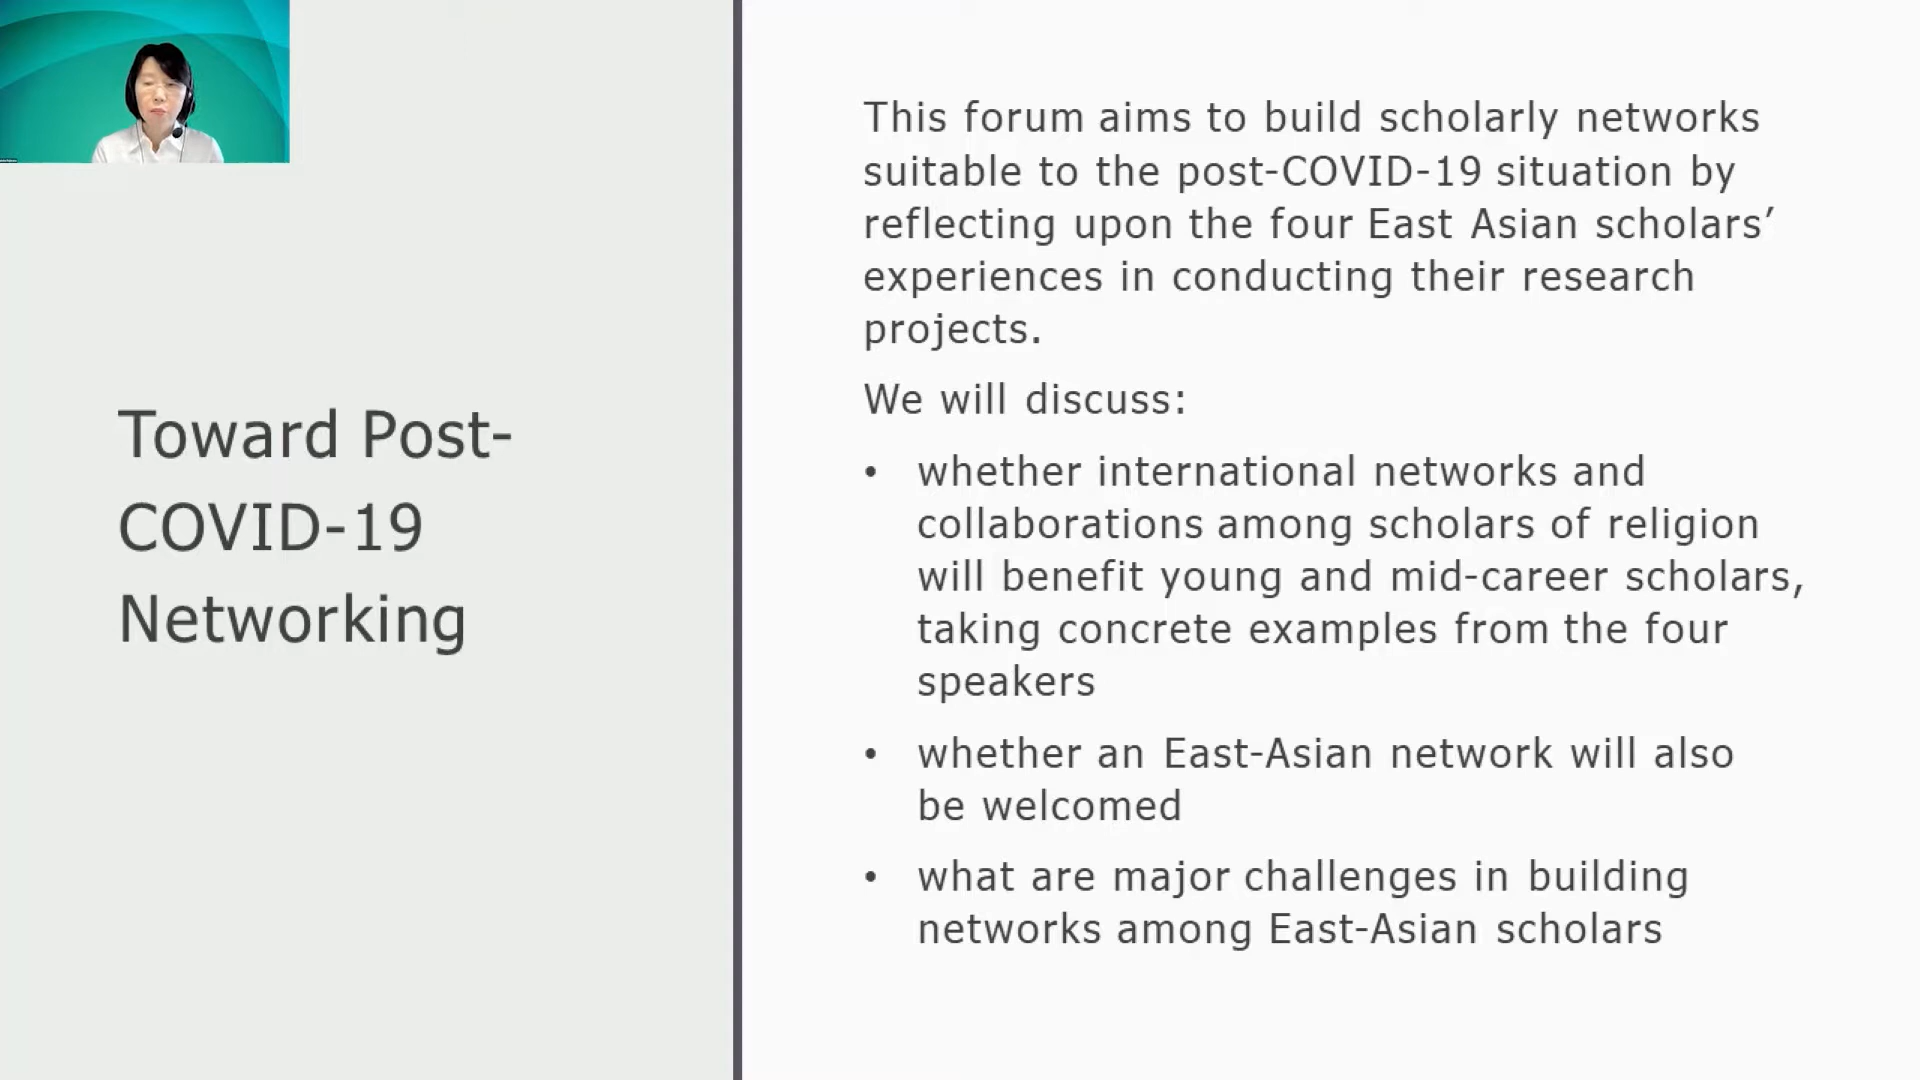 Toward Post-
COVID-19
Networking
This forum aims to build scholarly networks
suitable to the post-COVID-19 situation by
reflecting upon the four East Asian scholars’
experiences in conducting their research
projects.
We will discuss:
• whether international networks and
collaborations among scholars of religion
will benefit young and mid-career scholars,
taking concrete examples from the four
speakers
• whether an East-Asian network will also
be welcomed
• what are major challenges in building
networks among East-Asian scholars